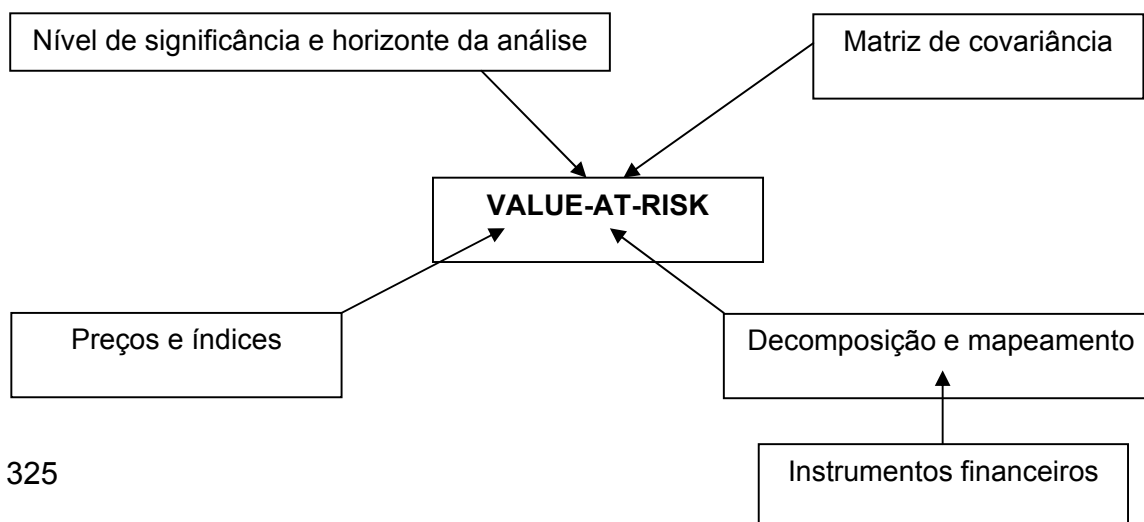 Nível de significância e horizonte da análise
Matriz de covariância
VALUE-AT-RISK
Preços e índices
Decomposição e mapeamento
Instrumentos financeiros
325